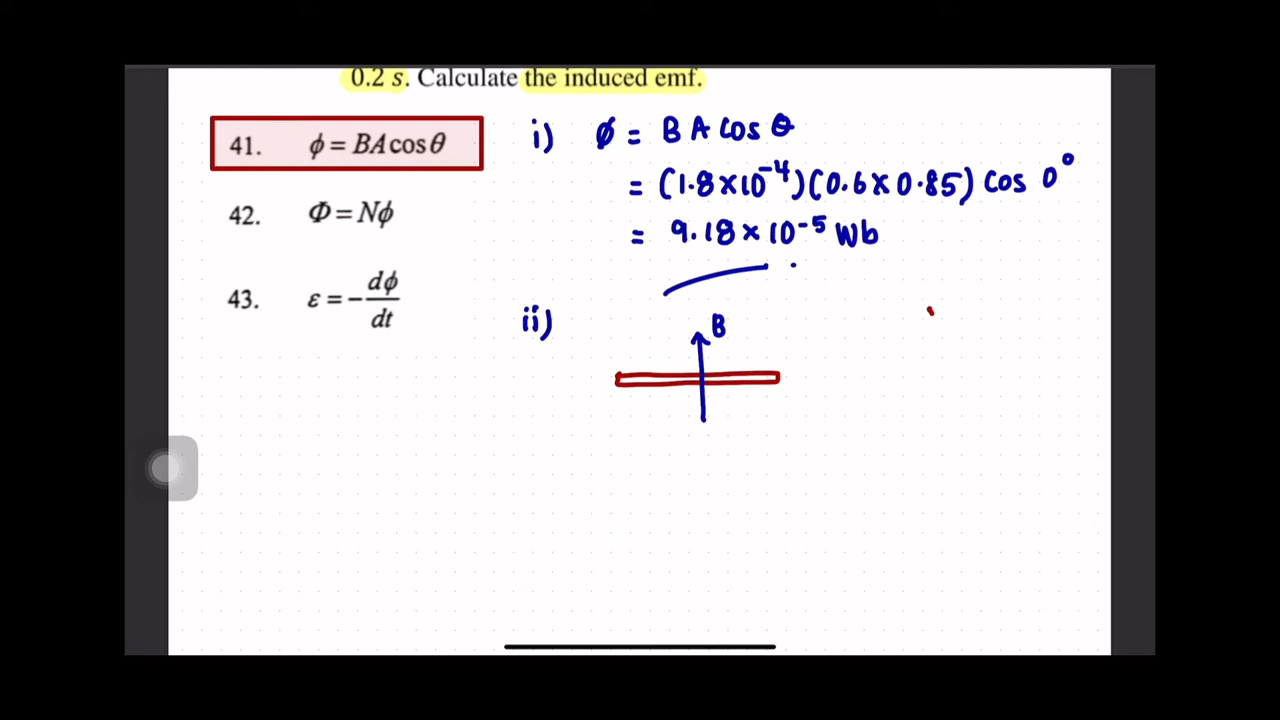 0.2 s. Calculate the induced emf.
41. ϕ = BA cos θ
42. Φ = Nϕ
43. ε = − dϕ/dt
i) ϕ = BA cos θ
= (1.8×10⁻⁴)(0.6×0.85) cos 0°
= 9.18×10⁻⁵ Wb
ii)
B